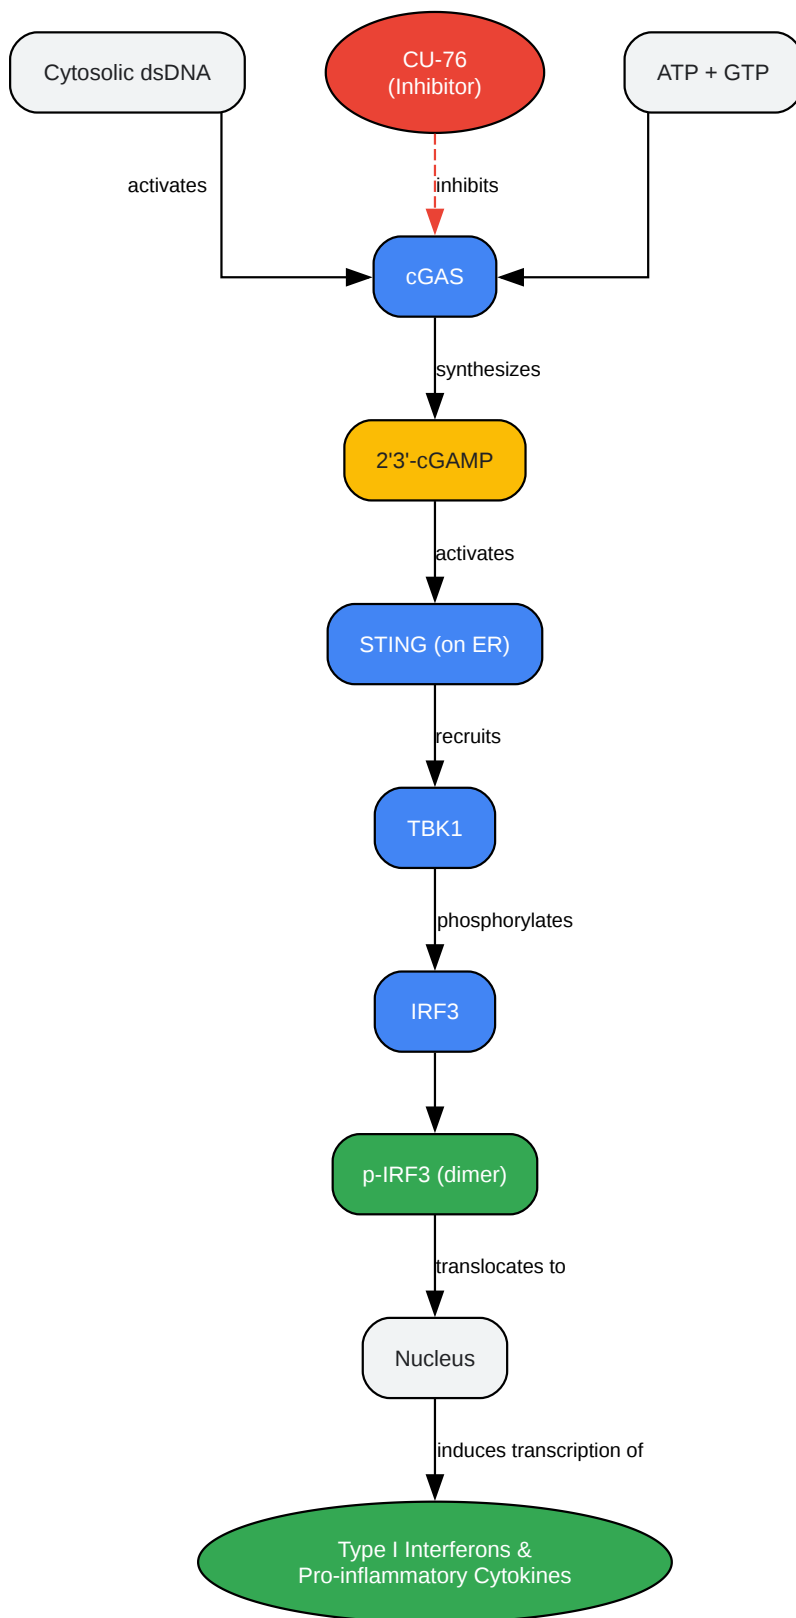 Cytosolic dsDNA
CU-76
(Inhibitor)
ATP + GTP
activates
inhibits
cGAS
synthesizes
2'3'-cGAMP
activates
STING (on ER)
recruits
TBK1
phosphorylates
IRF3
p-IRF3 (dimer)
translocates to
Nucleus
induces transcription of
Type I Interferons &
Pro-inflammatory Cytokines